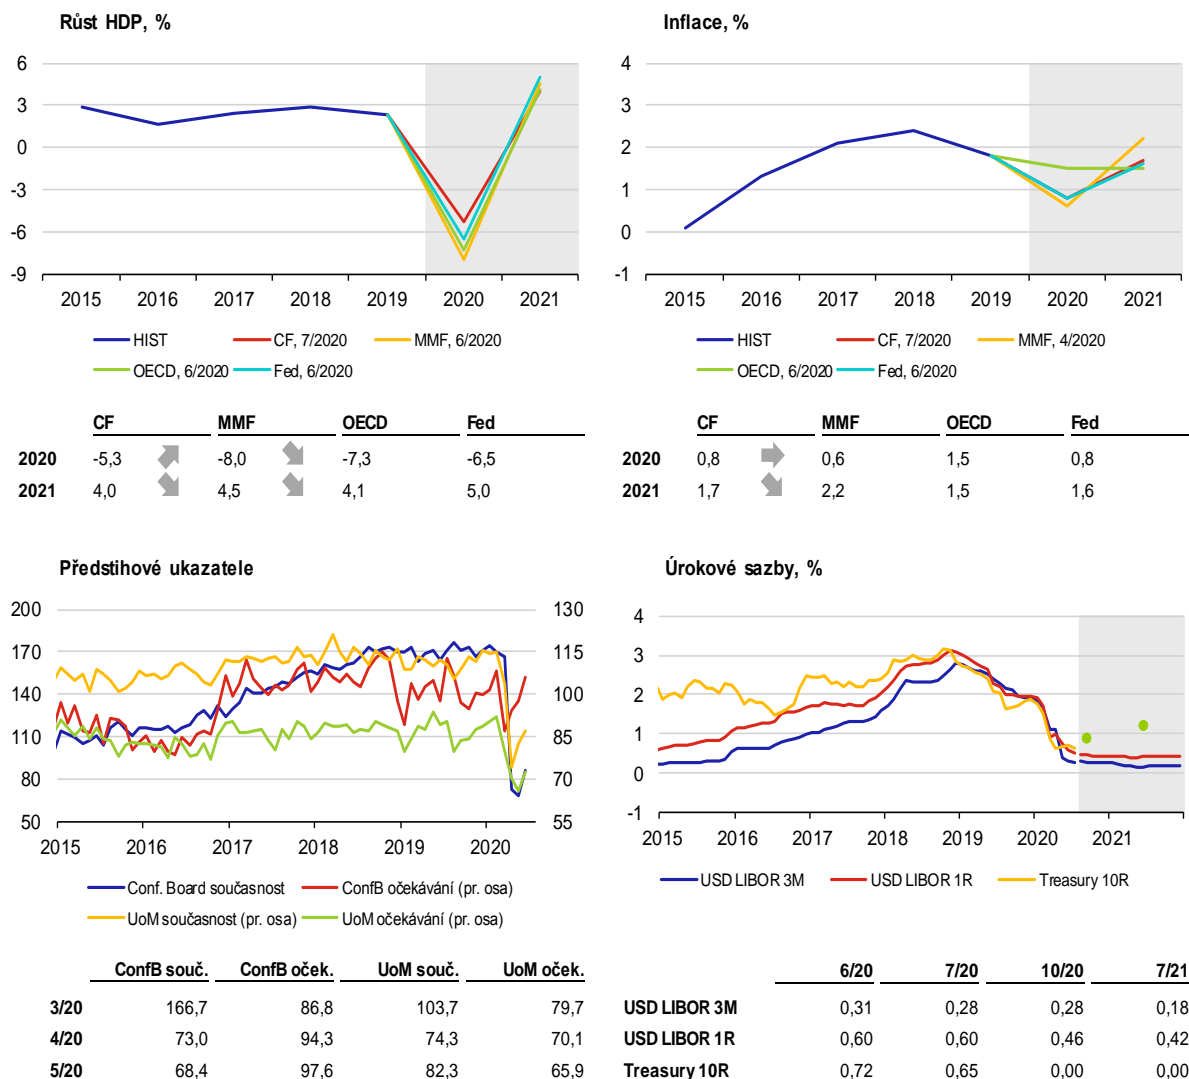 Růst HDP, %
6
3
0
-3
-6
-9
2015 2016 2017 2018 2019 2020 2021
HIST CF, 7/2020 MMF, 6/2020
OECD, 6/2020 Fed, 6/2020
CF MMF OECD Fed
2020 -5,3 -8,0 -7,3 -6,5
2021 4,0 4,5 4,1 5,0
Inflace, %
4
3
2
1
0
-1
2015 2016 2017 2018 2019 2020 2021
HIST CF, 7/2020 MMF, 4/2020
OECD, 6/2020 Fed, 6/2020
CF MMF OECD Fed
2020 0,8 0,6 1,5 0,8
2021 1,7 2,2 1,5 1,6
Předstihové ukazatele
200 130
170 115
140 100
110 85
80 70
50 55
2015 2016 2017 2018 2019 2020
Conf. Board současnost ConfB očekávání (pr. osa)
UoM současnost (pr. osa) UoM očekávání (pr. osa)
ConfB souč. ConfB oček. UoM souč. UoM oček.
3/20 166,7 86,8 103,7 79,7
4/20 73,0 94,3 74,3 70,1
5/20 68,4 97,6 82,3 65,9
Úrokové sazby, %
4
3
2
1
0
-1
2015 2016 2017 2018 2019 2020 2021
USD LIBOR 3M USD LIBOR 1R Treasury 10R
6/20 7/20 10/20 7/21
USD LIBOR 3M 0,31 0,28 0,28 0,18
USD LIBOR 1R 0,60 0,60 0,46 0,42
Treasury 10R 0,72 0,65 0,00 0,00